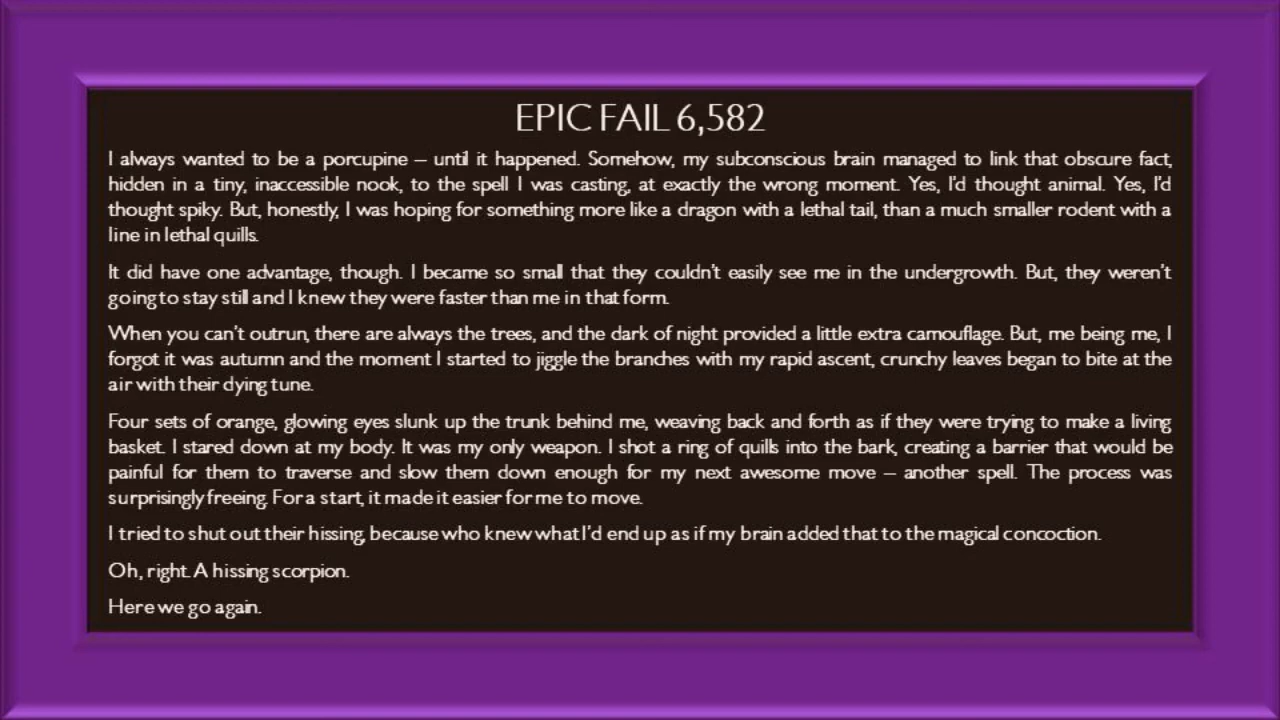 EPIC FAIL 6,582
I always wanted to be a porcupine – until it happened. Somehow, my subconscious brain managed to link that obscure fact,
hidden in a tiny, inaccessible nook, to the spell I was casting, at exactly the wrong moment. Yes, I'd thought animal. Yes, I'd
thought spiky. But, honestly, I was hoping for something more like a dragon with a lethal tail, than a much smaller rodent with a
line in lethal quills.
It did have one advantage, though. I became so small that they couldn't easily see me in the undergrowth. But, they weren't
going to stay still and I knew they were faster than me in that form.
When you can't outrun, there are always the trees, and the dark of night provided a little extra camouflage. But, me being me, I
forgot it was autumn and the moment I started to jiggle the branches with my rapid ascent, crunchy leaves began to bite at the
air with their dying tune.
Four sets of orange, glowing eyes slunk up the trunk behind me, weaving back and forth as if they were trying to make a living
basket. I stared down at my body. It was my only weapon. I shot a ring of quills into the bark, creating a barrier that would be
painful for them to traverse and slow them down enough for my next awesome move – another spell. The process was
surprisingly freeing. For a start, it made it easier for me to move.
I tried to shut out their hissing, because who knew what I'd end up as if my brain added that to the magical concoction.
Oh, right. A hissing scorpion.
Here we go again.